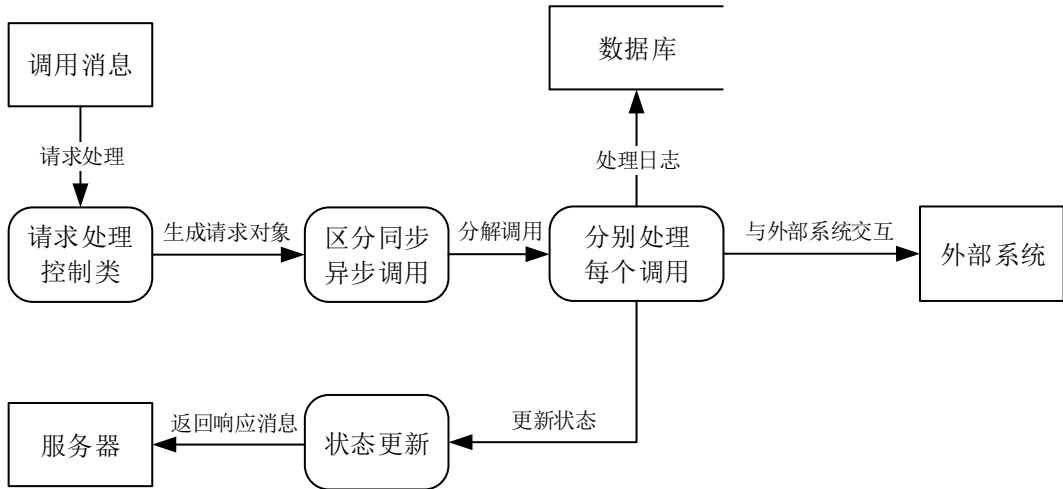 调用消息
数据库
请求处理
处理日志
请求处理
控制类
生成请求对象
区分同步
异步调用
分解调用
分别处理
每个调用
与外部系统交互
外部系统
服务器
返回响应消息
状态更新
更新状态